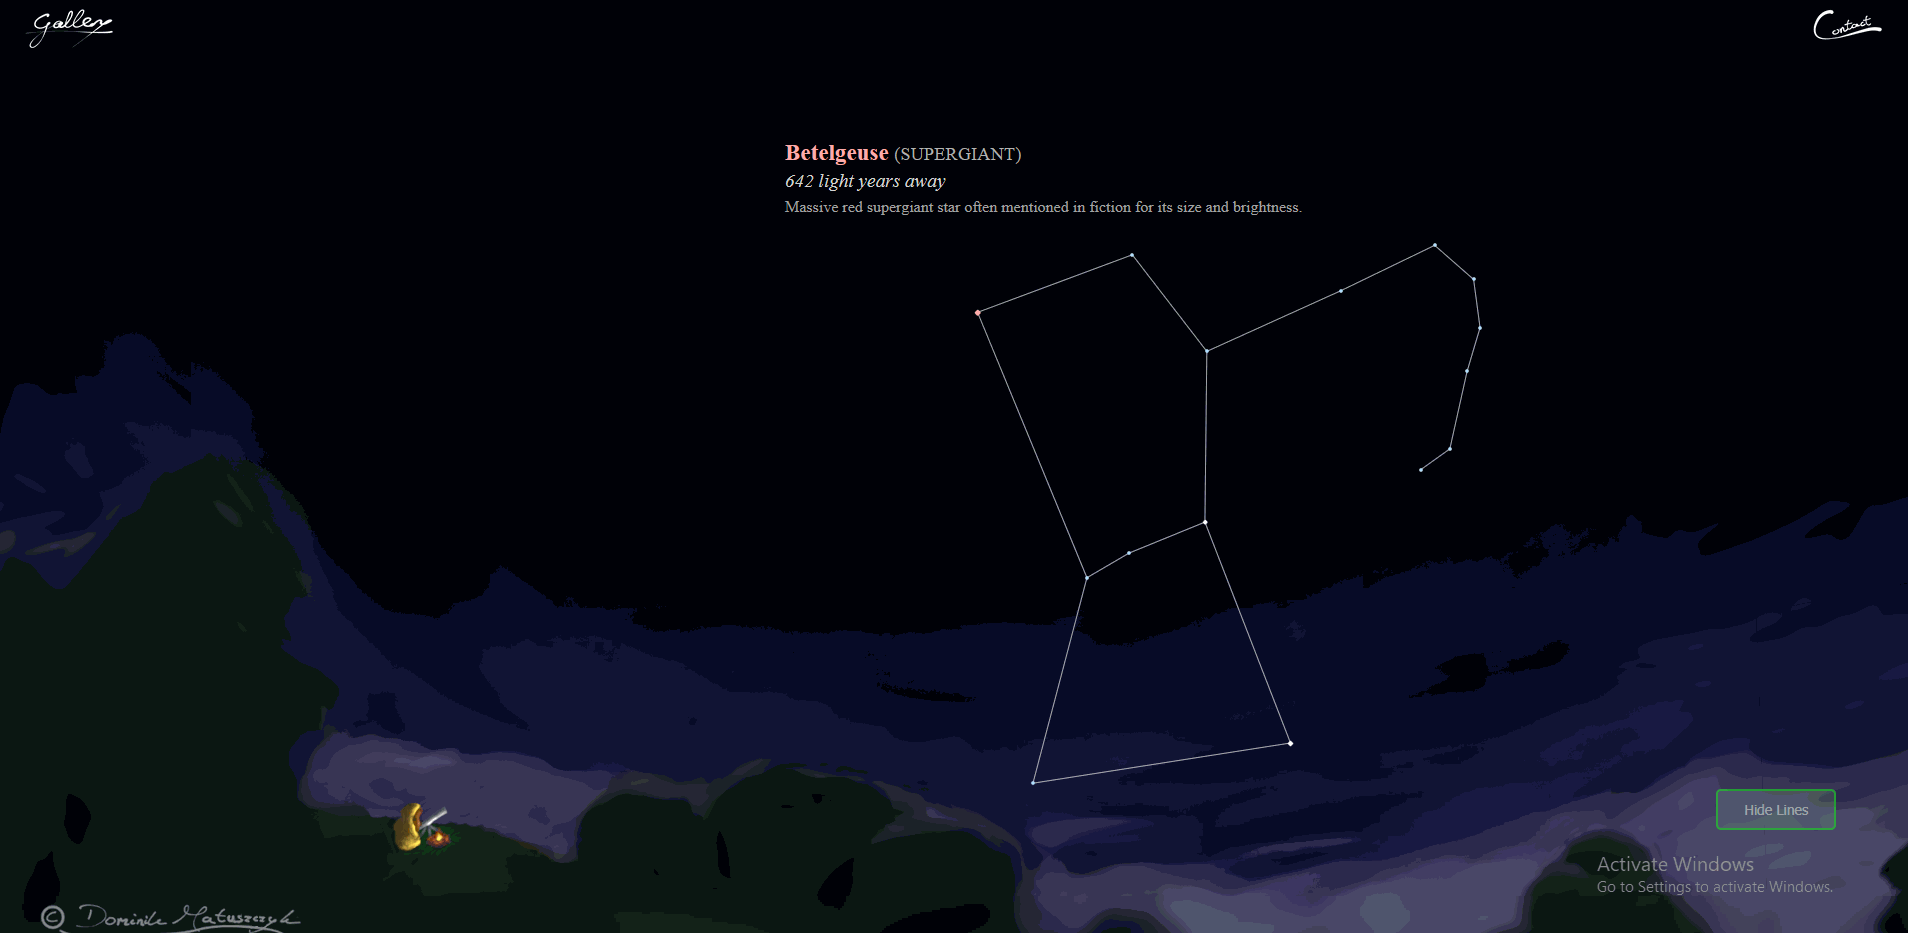 Gallery
Contact
Betelgeuse (SUPERGIANT)
642 light years away
Massive red supergiant star often mentioned in fiction for its size and brightness.
Hide Lines
Activate Windows
Go to Settings to activate Windows.
© Dominik Matuszczyk